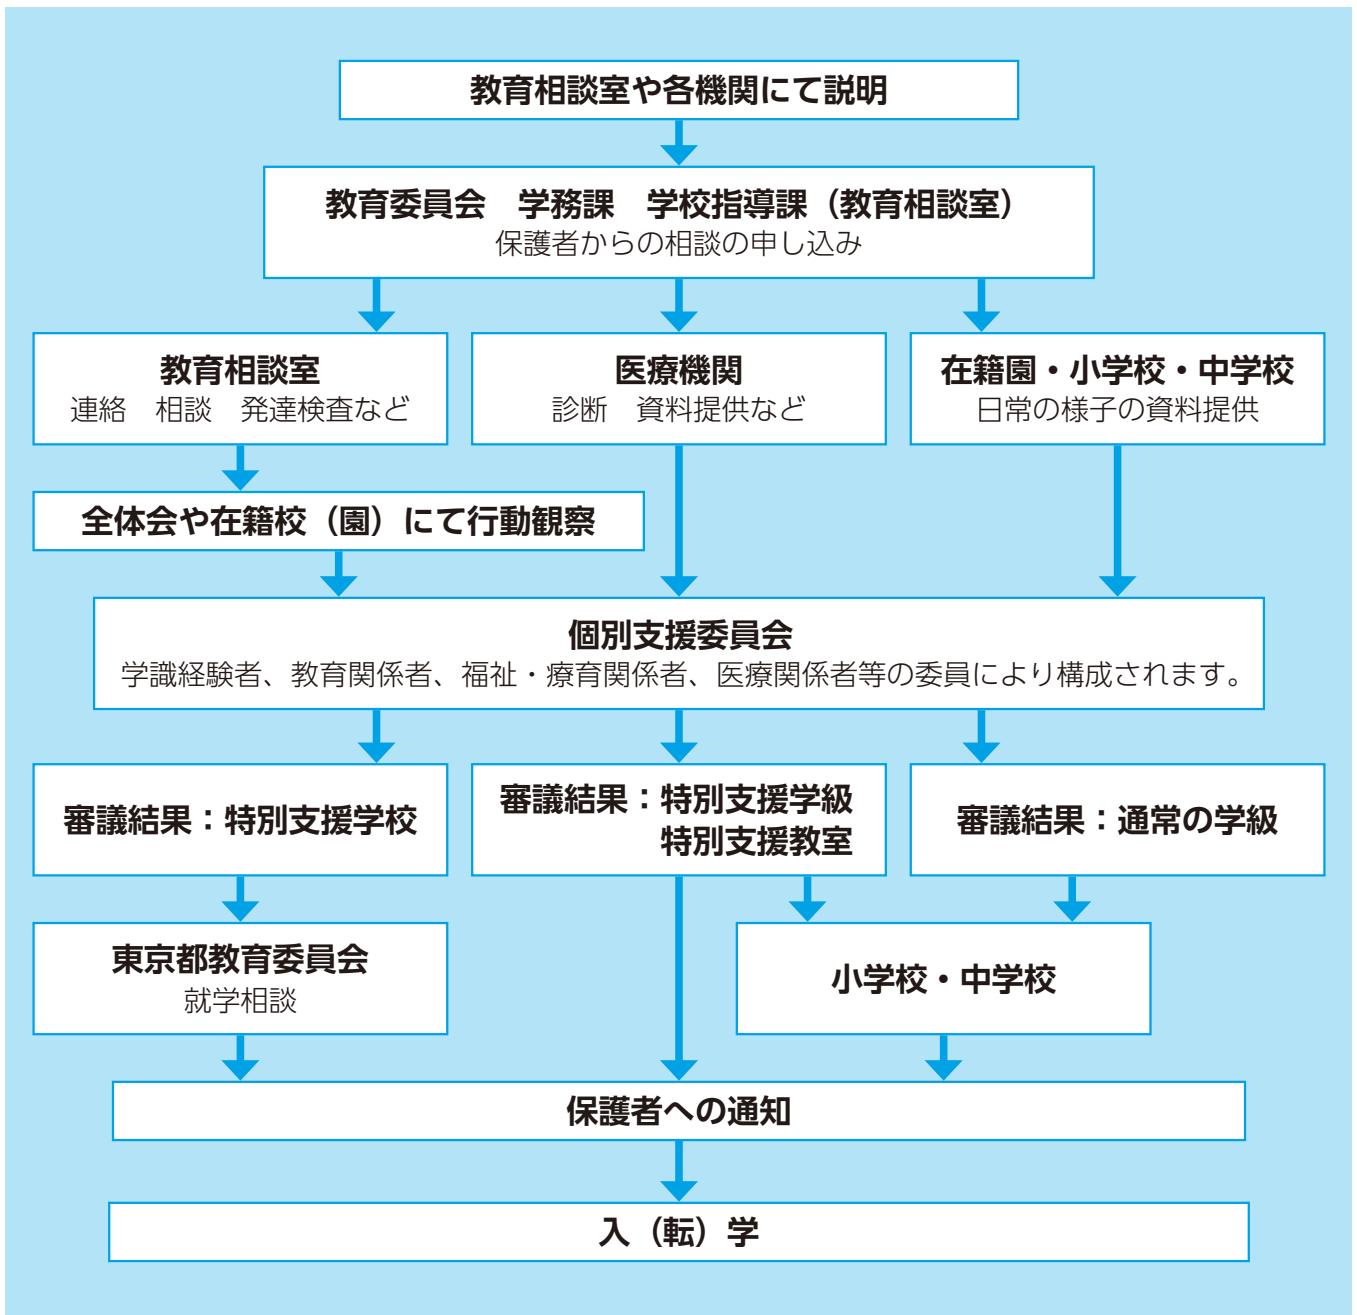 教育相談室や各機関にて説明
教育委員会　学務課　学校指導課（教育相談室）
保護者からの相談の申し込み
教育相談室
連絡　相談　発達検査など
医療機関
診断　資料提供など
在籍園・小学校・中学校
日常の様子の資料提供
全体会や在籍校（園）にて行動観察
個別支援委員会
学識経験者、教育関係者、福祉・療育関係者、医療関係者等の委員により構成されます。
審議結果：特別支援学校
審議結果：特別支援学級
特別支援教室
審議結果：通常の学級
東京都教育委員会
就学相談
小学校・中学校
保護者への通知
入（転）学